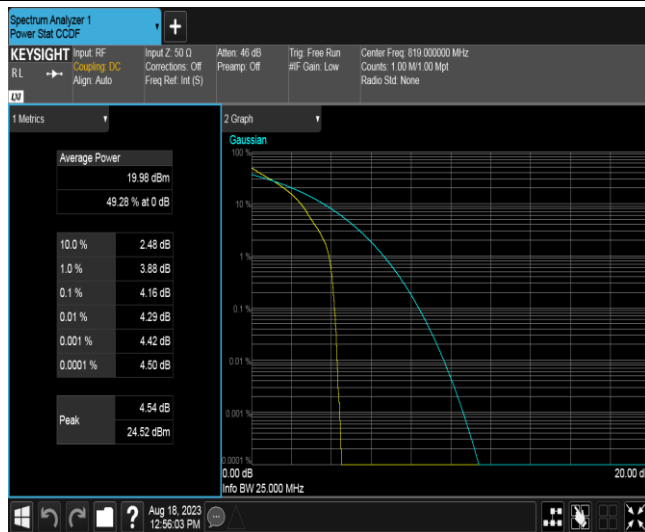 Spectrum Analyzer 1
Power Stat CCDF
+
KEYSIGHT
RL
Input: RF
Coupling: DC
Align: Auto
Input Z: 50 Ω
Corrections: Off
Freq Ref: Int (S)
Atten: 46 dB
Preamp: Off
Trig: Free Run
#IF Gain: Low
Center Freq: 819.000000 MHz
Counts: 1.00 M/1.00 Mpt
Radio Std: None
LXI
1 Metrics
Average Power
19.98 dBm
49.28 % at 0 dB
10.0 % 2.48 dB
1.0 % 3.88 dB
0.1 % 4.16 dB
0.01 % 4.29 dB
0.001 % 4.42 dB
0.0001 % 4.50 dB
Peak
4.54 dB
24.52 dBm
2 Graph
Gaussian
100 %
10 %
1 %
0.1 %
0.01 %
0.001 %
0.0001 %
0.00 dB
20.00 d
Info BW 25.000 MHz
?
Aug 18, 2023
12:56:03 PM